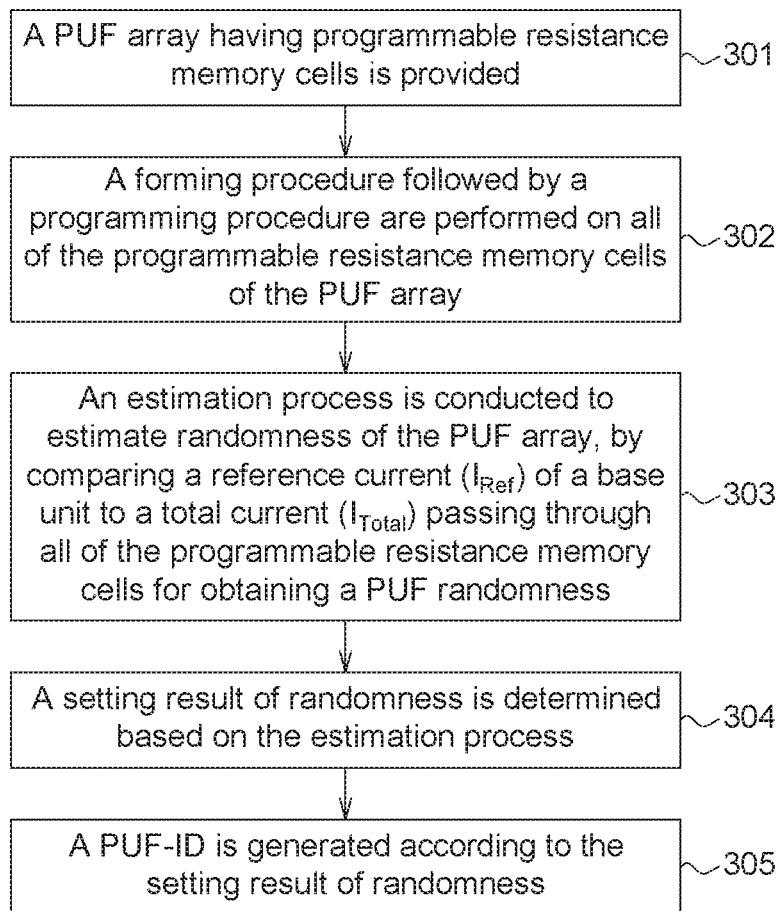 A PUF array having programmable resistance
memory cells is provided
301
A forming procedure followed by a
programming procedure are performed on all
of the programmable resistance memory cells
of the PUF array
302
An estimation process is conducted to
estimate randomness of the PUF array, by
comparing a reference current (I_Ref) of a base
unit to a total current (I_Total) passing through
all of the programmable resistance memory
cells for obtaining a PUF randomness
303
A setting result of randomness is determined
based on the estimation process
304
A PUF-ID is generated according to the
setting result of randomness
305